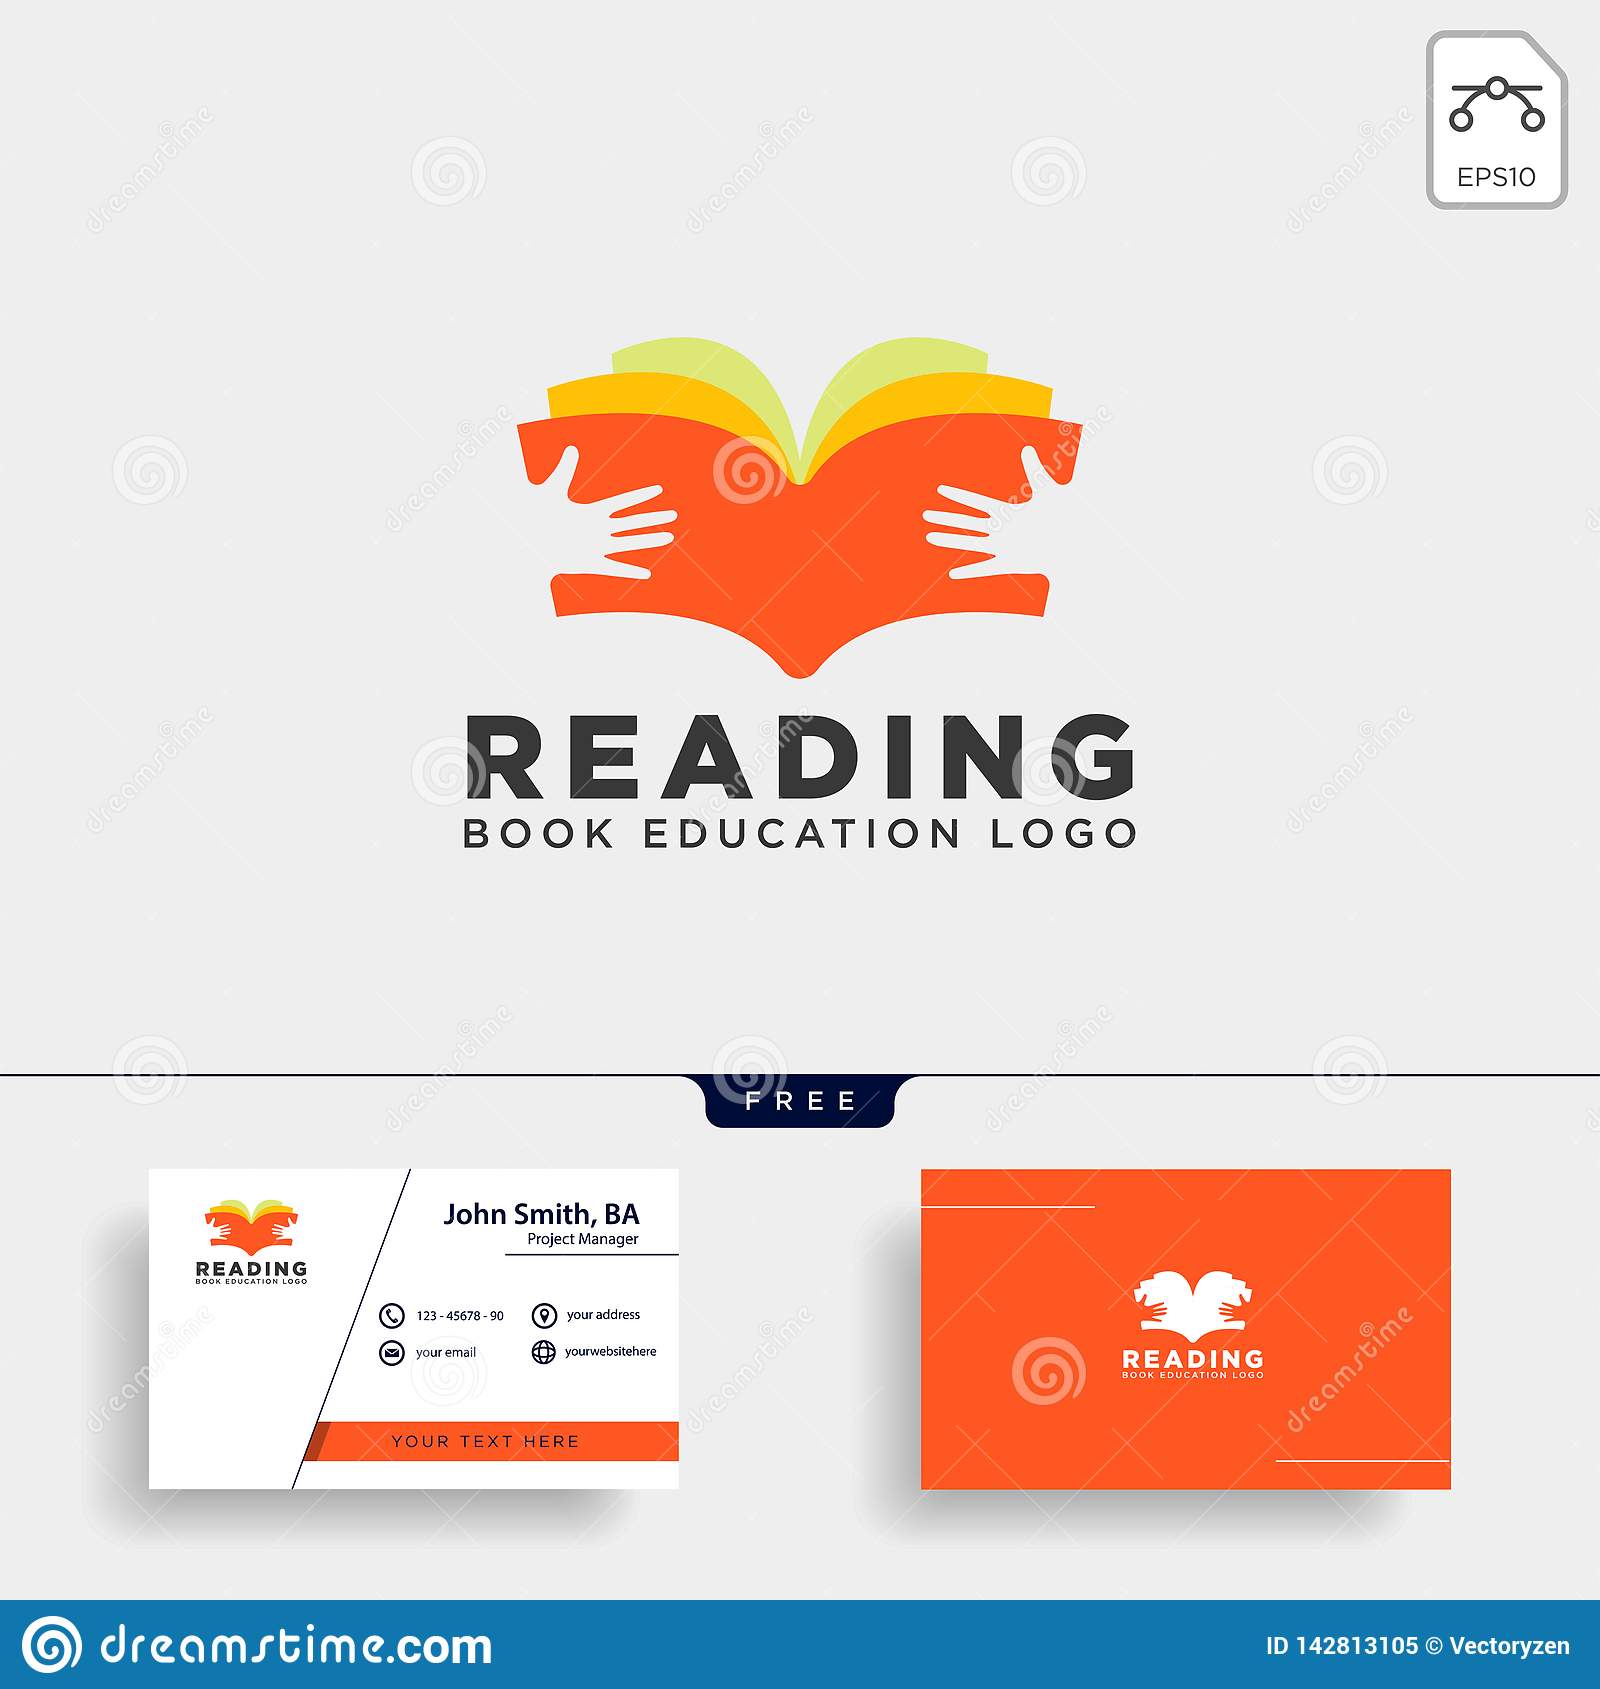 EPS10
READING
BOOK EDUCATION LOGO
FREE
READING
BOOK EDUCATION LOGO
John Smith, BA
Project Manager
123 - 45678 - 90
your address
your email
yourwebsitehere
YOUR TEXT HERE
READING
BOOK EDUCATION LOGO
dreamstime.com
ID 142813105 © Vectoryzen
dreamstime